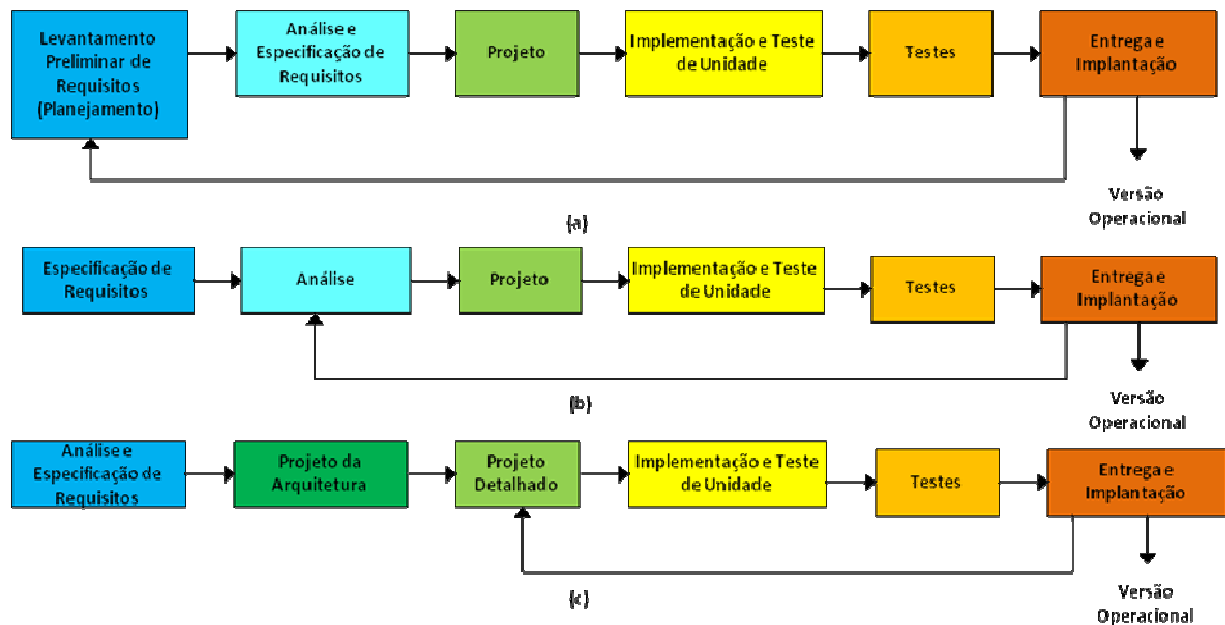 Levantamento
Preliminar de
Requisitos
(Planejamento)
Análise e
Especificação de
Requisitos
Projeto
Implementação e Teste
de Unidade
Testes
Entrega e
Implantação
Versão
Operacional
(a)
Especificação de
Requisitos
Análise
Projeto
Implementação e Teste
de Unidade
Testes
Entrega e
Implantação
Versão
Operacional
(b)
Análise e
Especificação de
Requisitos
Projeto da
Arquitetura
Projeto
Detalhado
Implementação e Teste
de Unidade
Testes
Entrega e
Implantação
Versão
Operacional
(c)